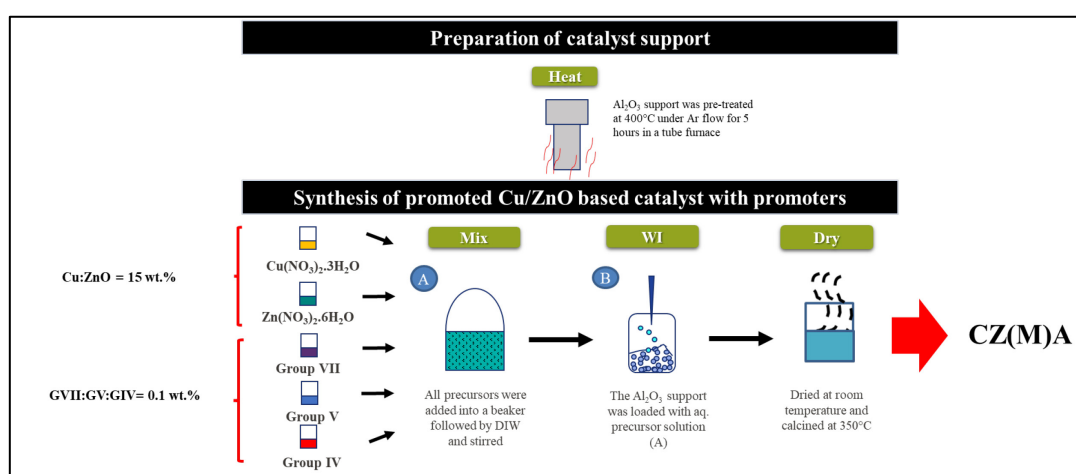 Preparation of catalyst support
Heat
Al₂O₃ support was pre-treated
at 400°C under Ar flow for 5
hours in a tube furnace
Synthesis of promoted Cu/ZnO based catalyst with promoters
Cu:ZnO = 15 wt.%
Cu(NO₃)₂.3H₂O
Zn(NO₃)₂.6H₂O
GVII:GV:GIV= 0.1 wt.%
Group VII
Group V
Group IV
Mix
A
All precursors were
added into a beaker
followed by DIW
and stirred
WI
B
The Al₂O₃ support
was loaded with aq.
precursor solution
(A)
Dry
Dried at room
temperature and
calcined at 350°C
CZ(M)A